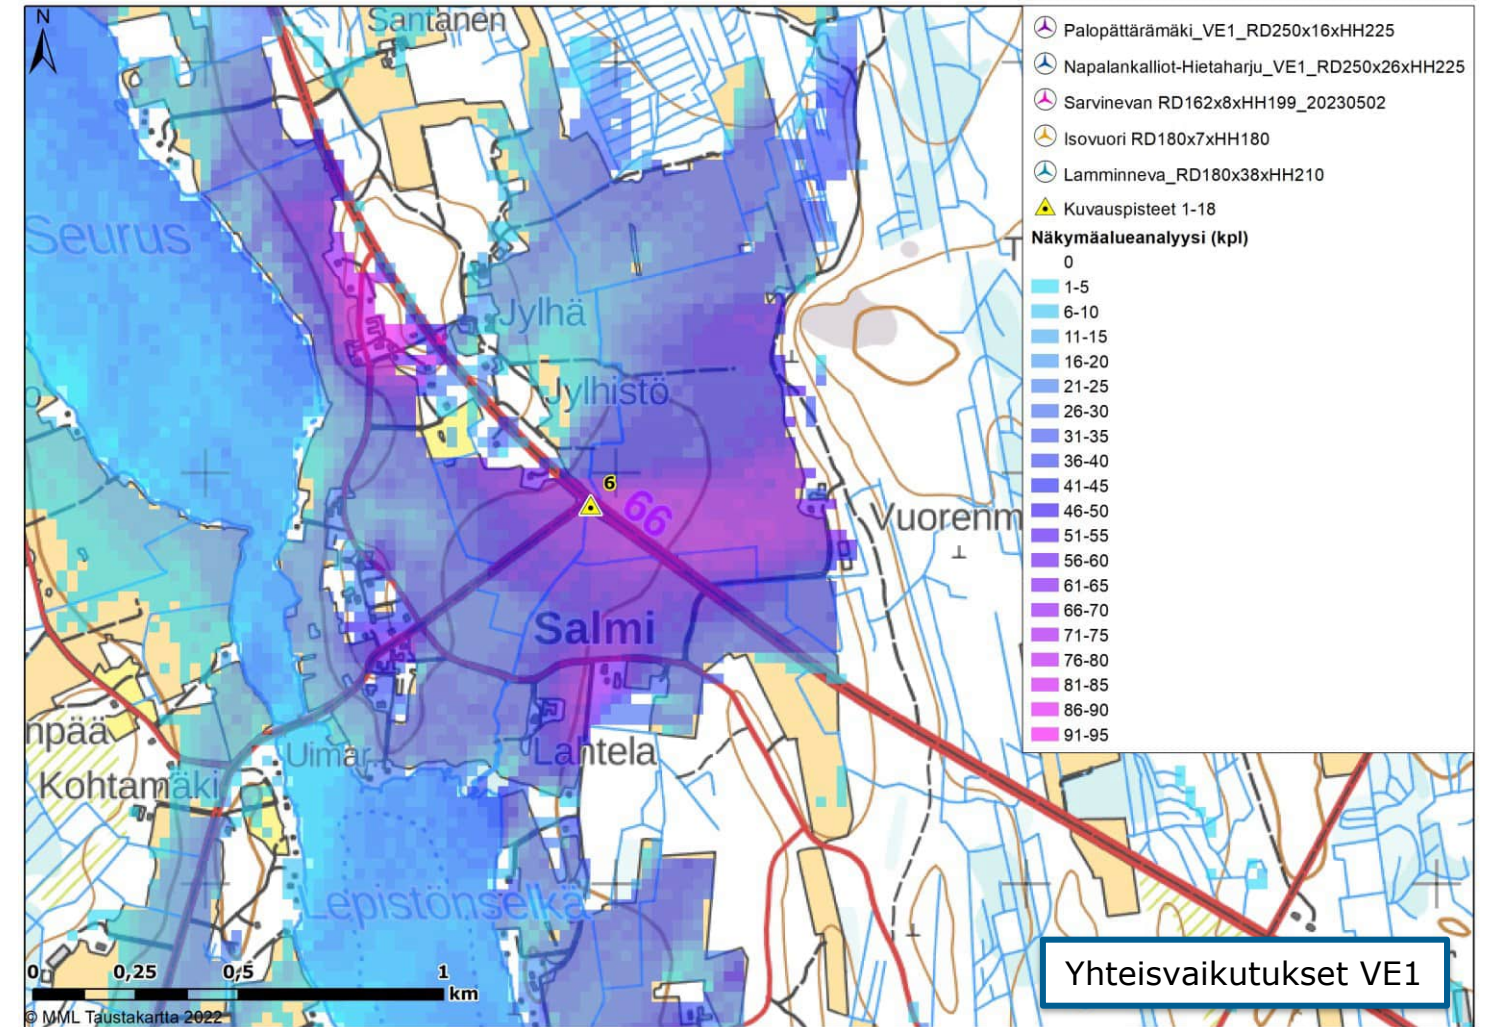 N
Santanen
Seurus
Jylhä
Jylhistö
6
66
Vuorenm
Salmi
Lahtela
npää
Uimar.
Kohtamäki
Lepistönselkä
0 0,25 0,5 1
km
© MML Taustakartta 2022
Palopättärämäki_VE1_RD250x16xHH225
Napalankalliot-Hietaharju_VE1_RD250x26xHH225
Sarvinevan RD162x8xHH199_20230502
Isovuori RD180x7xHH180
Lamminneva_RD180x38xHH210
Kuvauspisteet 1-18
Näkymäalueanalyysi (kpl)
0
1-5
6-10
11-15
16-20
21-25
26-30
31-35
36-40
41-45
46-50
51-55
56-60
61-65
66-70
71-75
76-80
81-85
86-90
91-95
Yhteisvaikutukset VE1